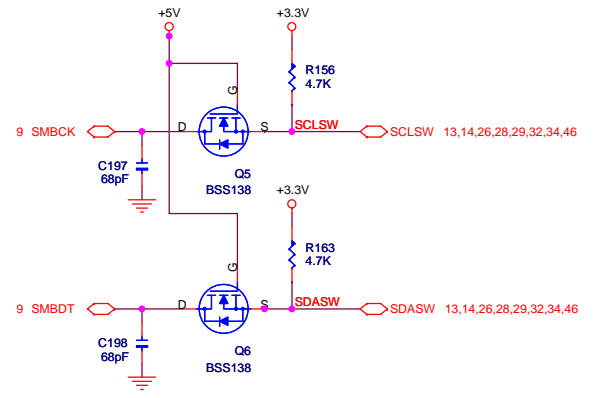 +5V
+3.3V
R156
4.7K
G
9 SMBCK
D
S
SCLSW
SCLSW 13,14,26,28,29,32,34,46
C197
68pF
Q5
BSS138
+3.3V
R163
4.7K
G
9 SMBDT
D
S
SDASW
SDASW 13,14,26,28,29,32,34,46
C198
68pF
Q6
BSS138